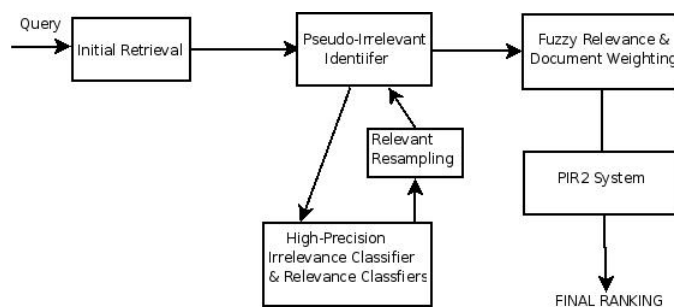 Query
Initial Retrieval
Pseudo-Irrelevant
Identiifer
Fuzzy Relevance &
Document Weighting
Relevant
Resampling
PIR2 System
High-Precision
Irrelevance Classifier
& Relevance Classfiers
FINAL RANKING